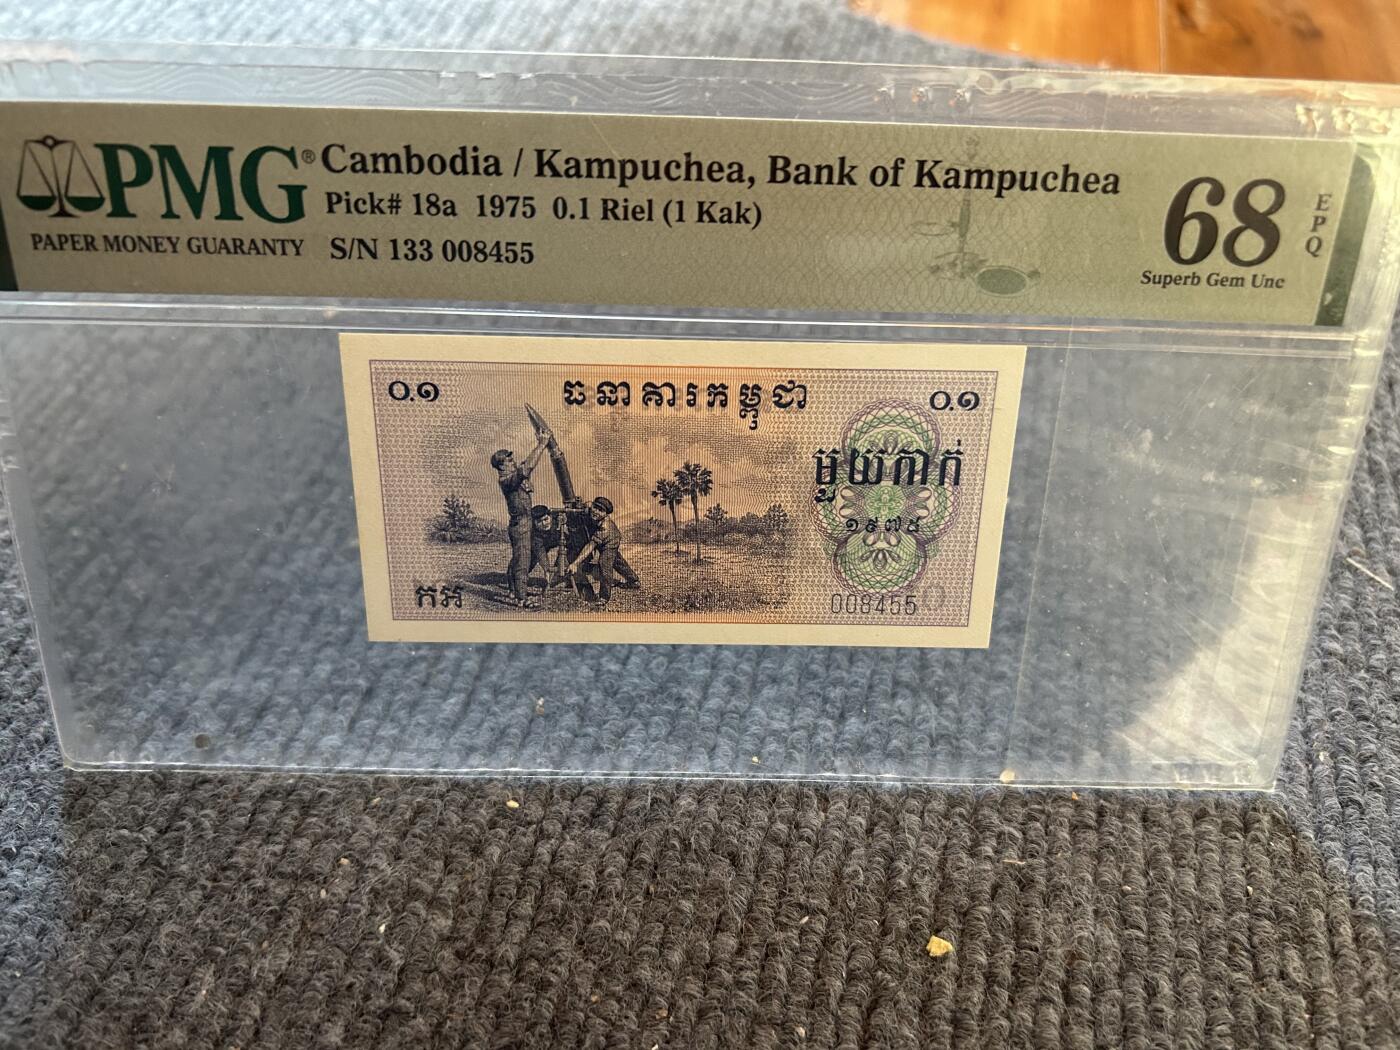 PMG®
PAPER MONEY GUARANTY
Cambodia / Kampuchea, Bank of Kampuchea
Pick# 18a 1975 0.1 Riel (1 Kak)
S/N 133 008455
68
EPQ
Superb Gem Unc
០.១
ធនាគារកម្ពុជា
០.១
មួយកាក់
១៩៧៥
កអ
008455